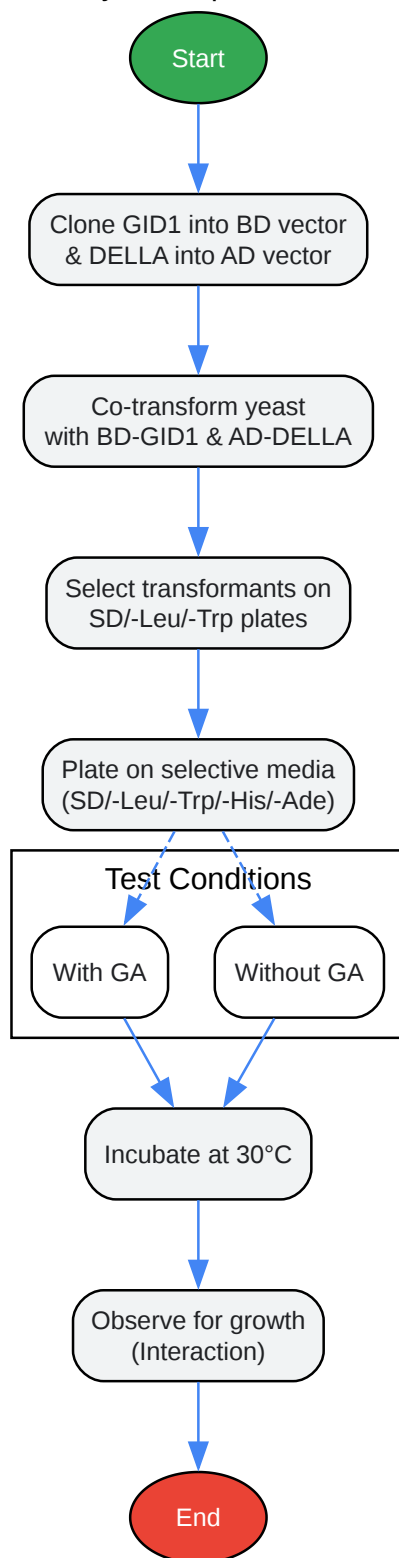 Start
Clone GID1 into BD vector
& DELLA into AD vector
Co-transform yeast
with BD-GID1 & AD-DELLA
Select transformants on
SD/-Leu/-Trp plates
Plate on selective media
(SD/-Leu/-Trp/-His/-Ade)
Test Conditions
With GA
Without GA
Incubate at 30°C
Observe for growth
(Interaction)
End